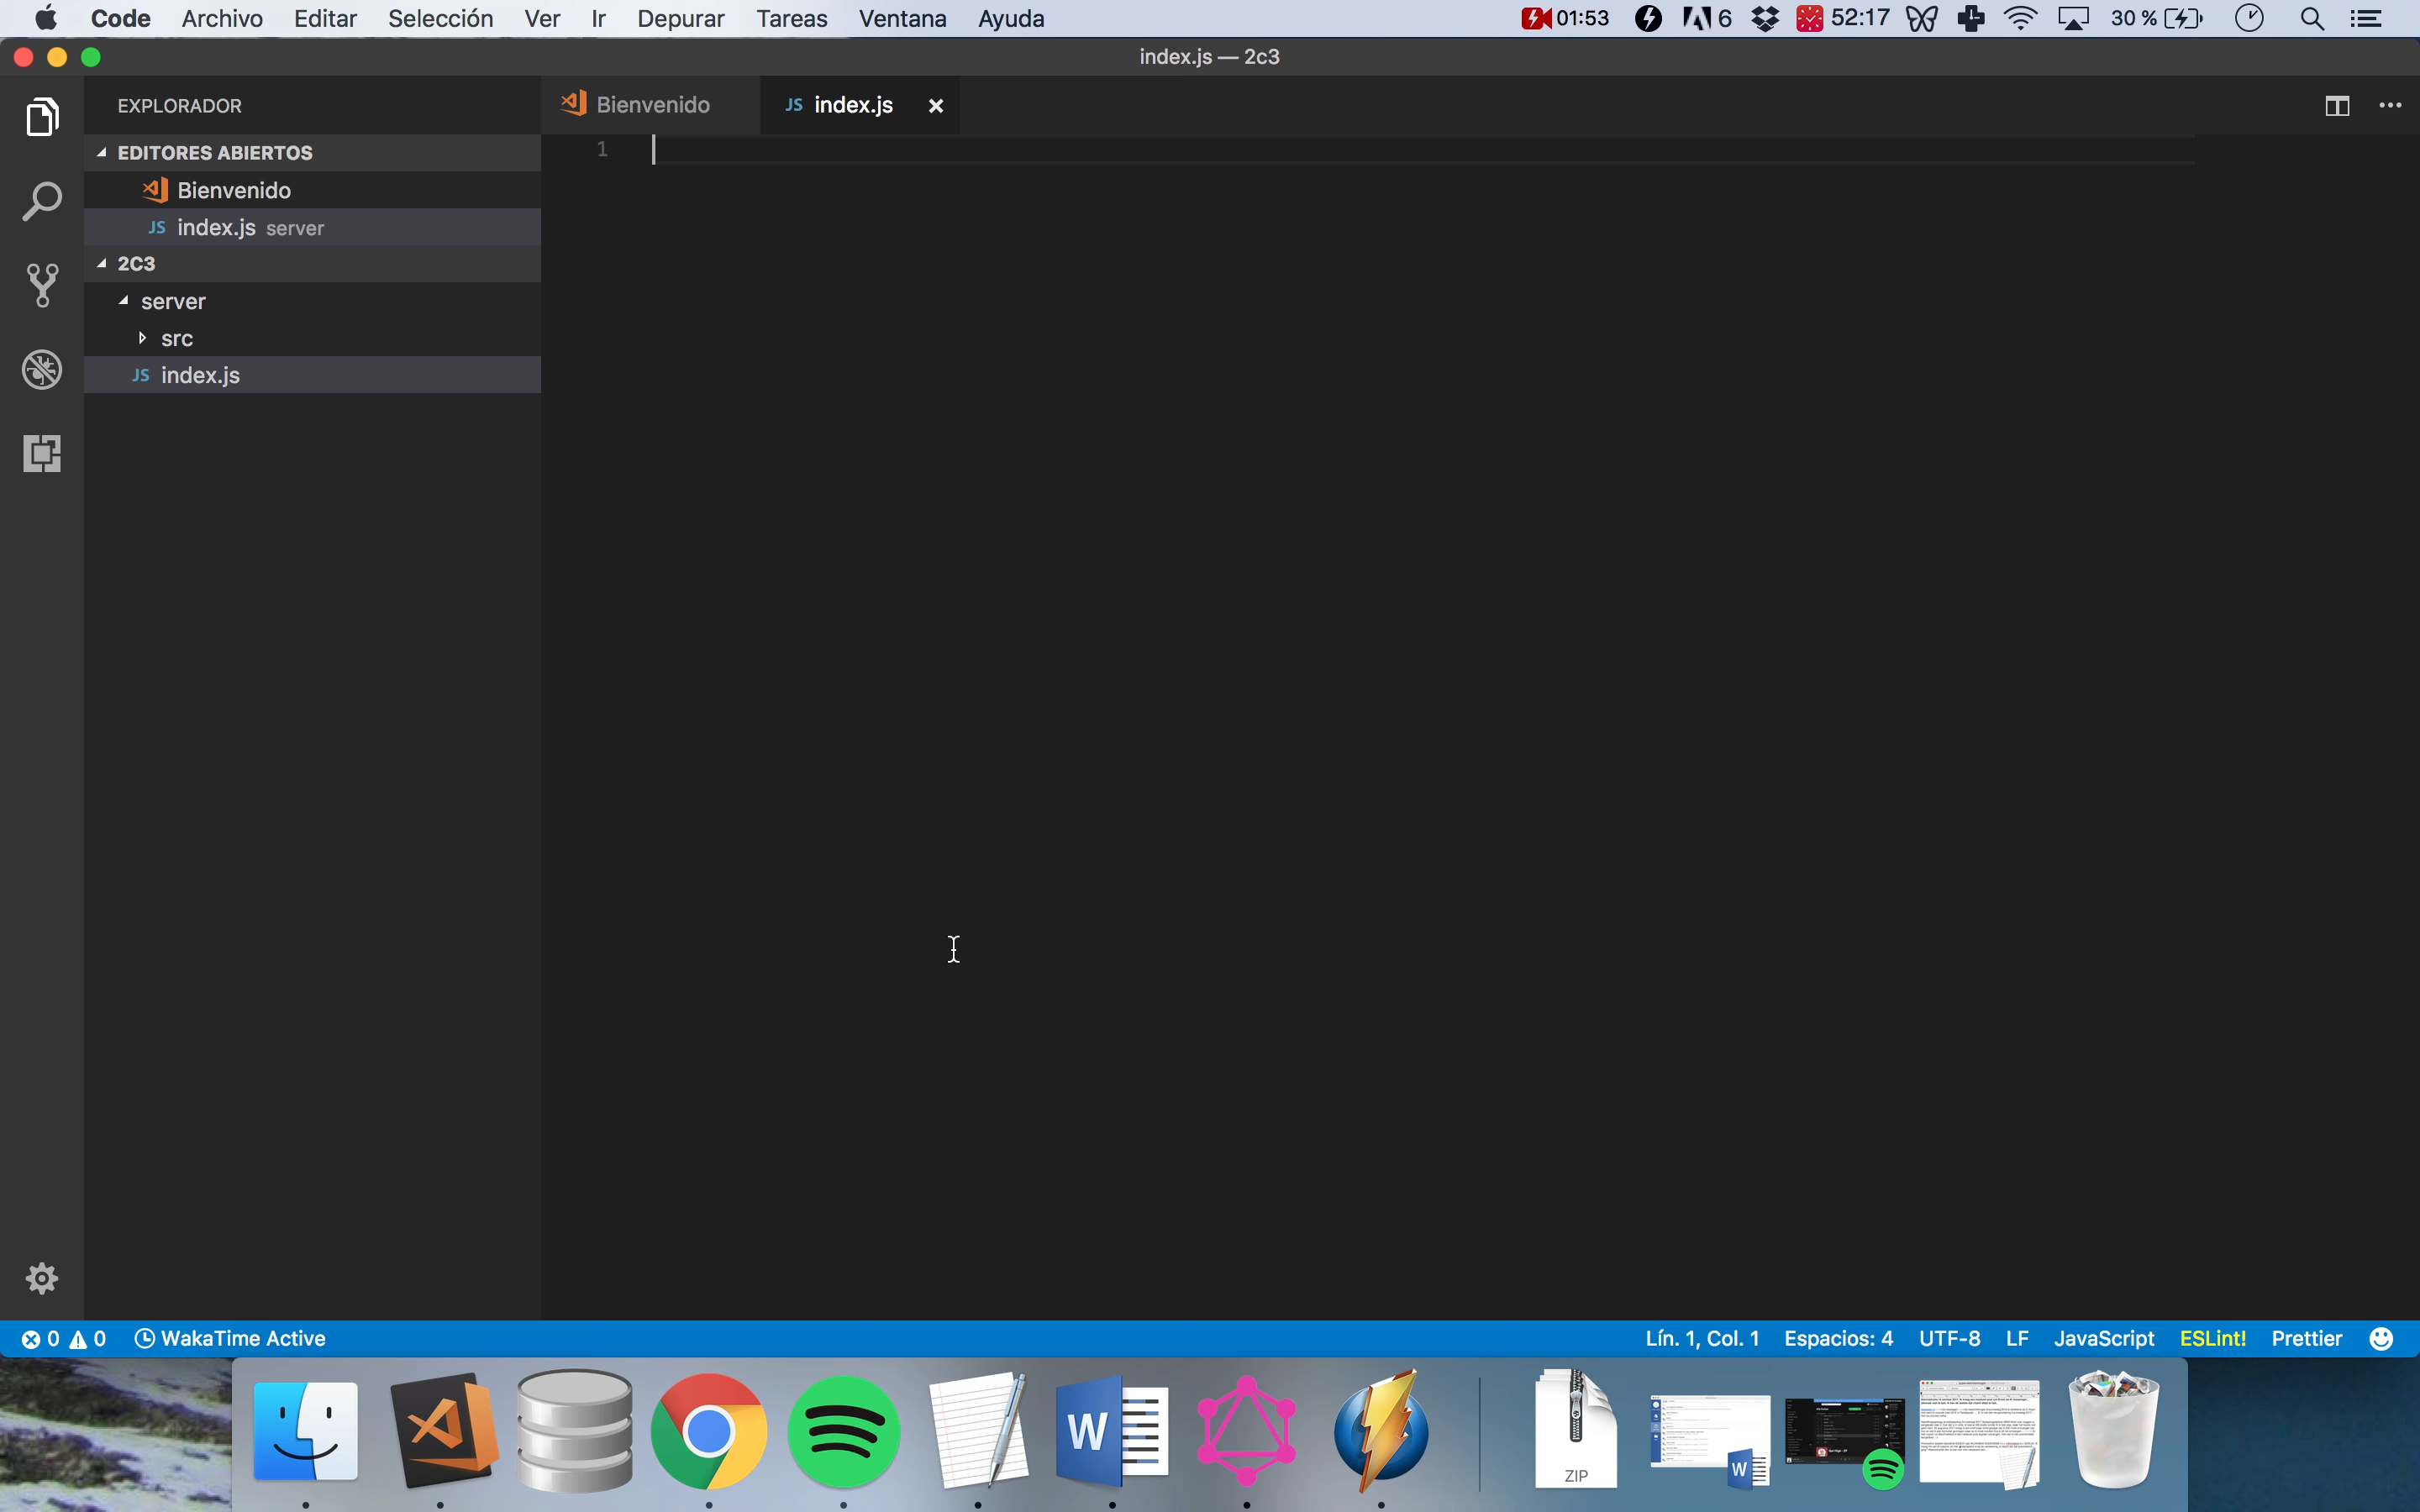 Code Archivo Editar Selección Ver Ir Depurar Tareas Ventana Ayuda 01:53 6 52:17 30 %
index.js — 2c3
EXPLORADOR
Bienvenido
JS index.js
EDITORES ABIERTOS
1
Bienvenido
JS index.js server
2C3
server
src
JS index.js
0 0 WakaTime Active Lín. 1, Col. 1 Espacios: 4 UTF-8 LF JavaScript ESLint! Prettier
W
ZIP
W